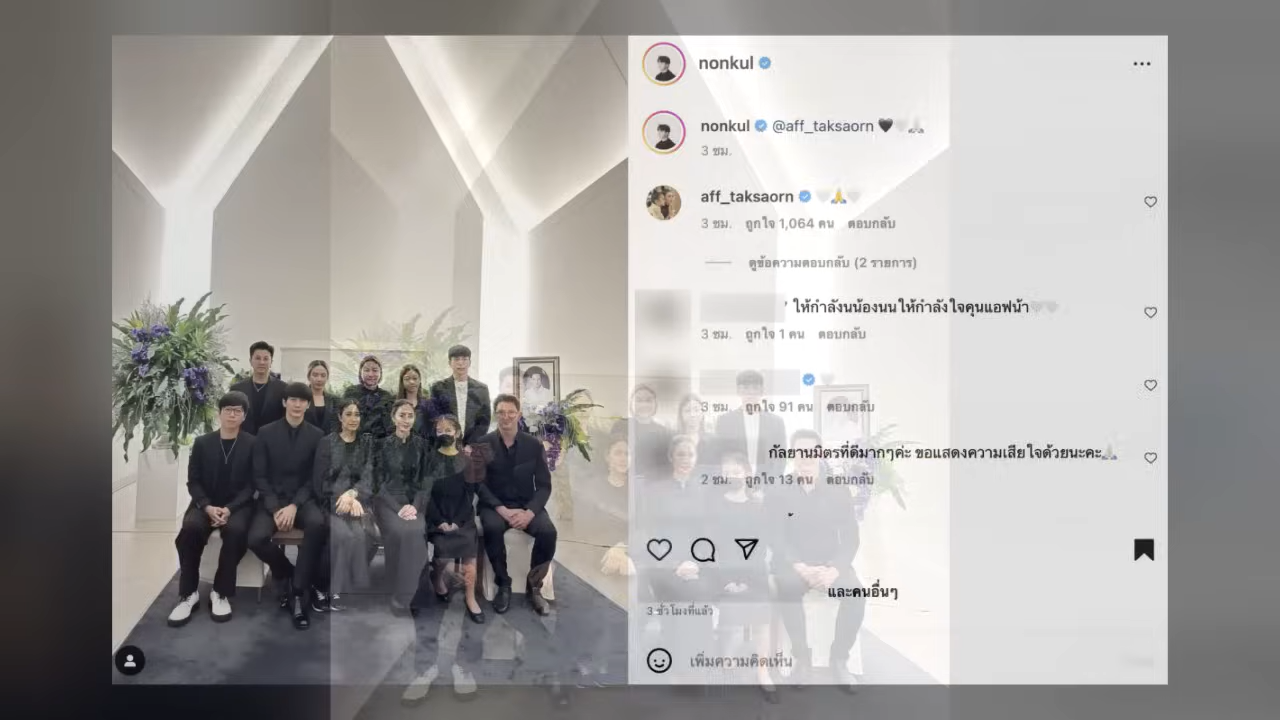 nonkul
nonkul @aff_taksaorn
3 ชม.
aff_taksaorn
3 ชม. ถูกใจ 1,064 คน ตอบกลับ
ดูข้อความตอบกลับ (2 รายการ)
ให้กำลังนน้องนน ให้กำลังใจคุนแอฟน้า
3 ชม. ถูกใจ 1 คน ตอบกลับ
3 ชม. ถูกใจ 91 คน ตอบกลับ
กัลยานมิตรที่ดีมากๆค่ะ ขอแสดงความเสียใจด้วยนะคะ
2 ชม. ถูกใจ 13 คน ตอบกลับ
และคนอื่นๆ
3 ชั่วโมงที่แล้ว
เพิ่มความคิดเห็น